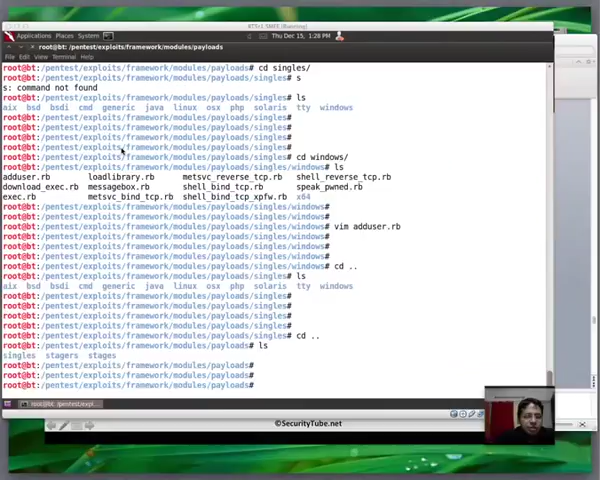 BT5r1 SMFE [Running]
Applications Places System Thu Dec 15, 1:28 PM
root@bt: /pentest/exploits/framework/modules/payloads
File Edit View Terminal Help
root@bt:/pentest/exploits/framework/modules/payloads# cd singles/
root@bt:/pentest/exploits/framework/modules/payloads/singles# s
s: command not found
root@bt:/pentest/exploits/framework/modules/payloads/singles# ls
aix bsd bsdi cmd generic java linux osx php solaris tty windows
root@bt:/pentest/exploits/framework/modules/payloads/singles#
root@bt:/pentest/exploits/framework/modules/payloads/singles#
root@bt:/pentest/exploits/framework/modules/payloads/singles#
root@bt:/pentest/exploits/framework/modules/payloads/singles#
root@bt:/pentest/exploits/framework/modules/payloads/singles# cd windows/
root@bt:/pentest/exploits/framework/modules/payloads/singles/windows# ls
adduser.rb loadlibrary.rb metsvc_reverse_tcp.rb shell_reverse_tcp.rb
download_exec.rb messagebox.rb shell_bind_tcp.rb speak_pwned.rb
exec.rb metsvc_bind_tcp.rb shell_bind_tcp_xpfw.rb x64
root@bt:/pentest/exploits/framework/modules/payloads/singles/windows#
root@bt:/pentest/exploits/framework/modules/payloads/singles/windows#
root@bt:/pentest/exploits/framework/modules/payloads/singles/windows# vim adduser.rb
root@bt:/pentest/exploits/framework/modules/payloads/singles/windows#
root@bt:/pentest/exploits/framework/modules/payloads/singles/windows#
root@bt:/pentest/exploits/framework/modules/payloads/singles/windows#
root@bt:/pentest/exploits/framework/modules/payloads/singles/windows# cd ..
root@bt:/pentest/exploits/framework/modules/payloads/singles# ls
aix bsd bsdi cmd generic java linux osx php solaris tty windows
root@bt:/pentest/exploits/framework/modules/payloads/singles#
root@bt:/pentest/exploits/framework/modules/payloads/singles#
root@bt:/pentest/exploits/framework/modules/payloads/singles#
root@bt:/pentest/exploits/framework/modules/payloads/singles#
root@bt:/pentest/exploits/framework/modules/payloads/singles# cd ..
root@bt:/pentest/exploits/framework/modules/payloads# ls
singles stagers stages
root@bt:/pentest/exploits/framework/modules/payloads#
root@bt:/pentest/exploits/framework/modules/payloads#
root@bt:/pentest/exploits/framework/modules/payloads#
root@bt: /pentest/expl...
©SecurityTube.net